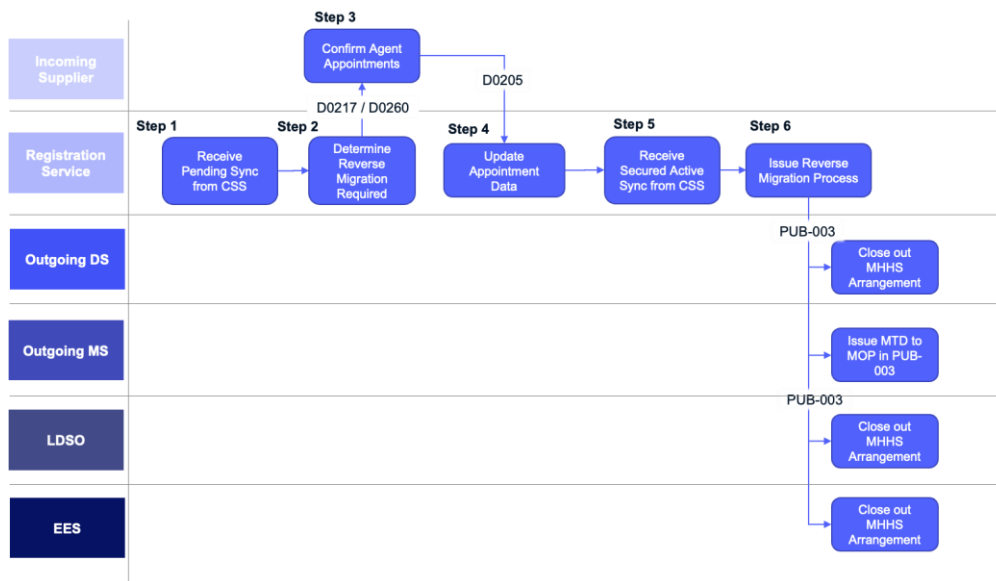 Step 3
Incoming
Supplier
Confirm Agent
Appointments
D0205
D0217 / D0260
Step 1
Step 2
Step 4
Step 5
Step 6
Registration
Service
Receive
Pending Sync
from CSS
Determine
Reverse
Migration
Required
Update
Appointment
Data
Receive
Secured Active
Sync from CSS
Issue Reverse
Migration Process
PUB-003
Outgoing DS
Close out
MHHS
Arrangement
Outgoing MS
Issue MTD to
MOP in PUB-
003
PUB-003
LDSO
Close out
MHHS
Arrangement
EES
Close out
MHHS
Arrangement